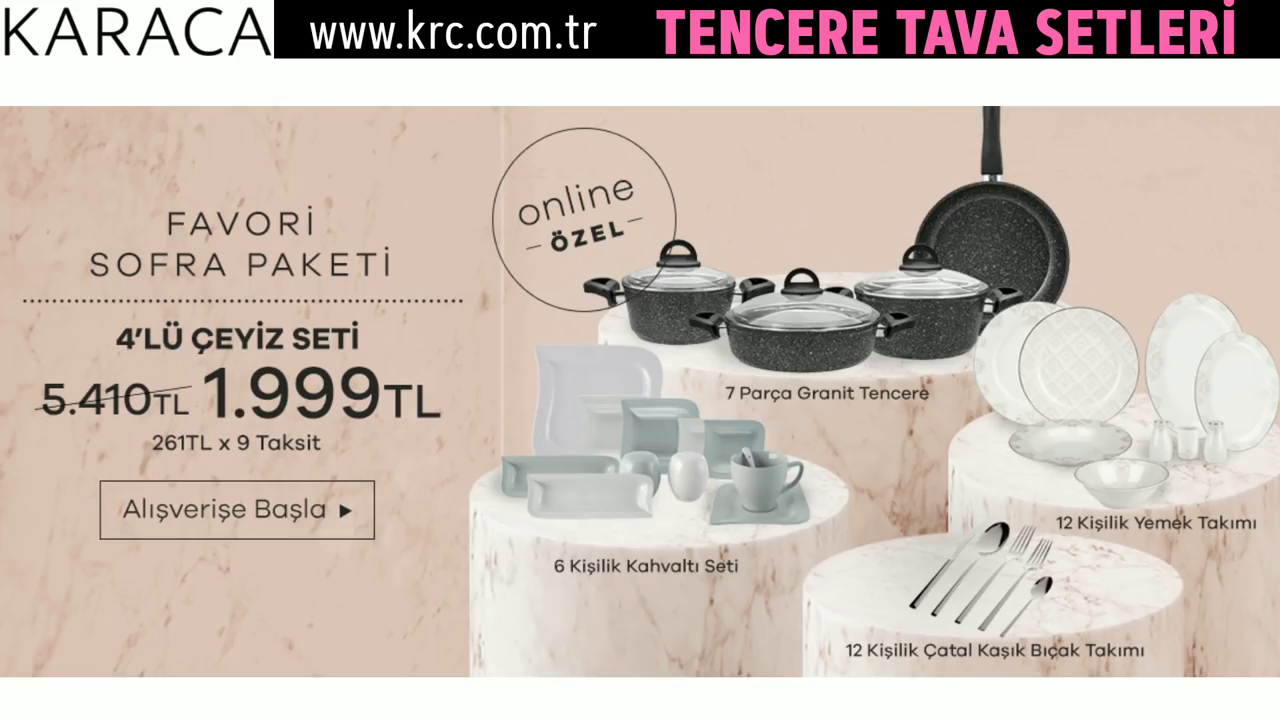 KARACA
www.krc.com.tr
TENCERE TAVA SETLERİ
FAVORİ
SOFRA PAKETİ
4'LÜ ÇEYİZ SETİ
5.410TL 1.999TL
261TL x 9 Taksit
Alışverişe Başla
online
ÖZEL
7 Parça Granit Tencere
6 Kişilik Kahvaltı Seti
12 Kişilik Yemek Takımı
12 Kişilik Çatal Kaşık Bıçak Takımı